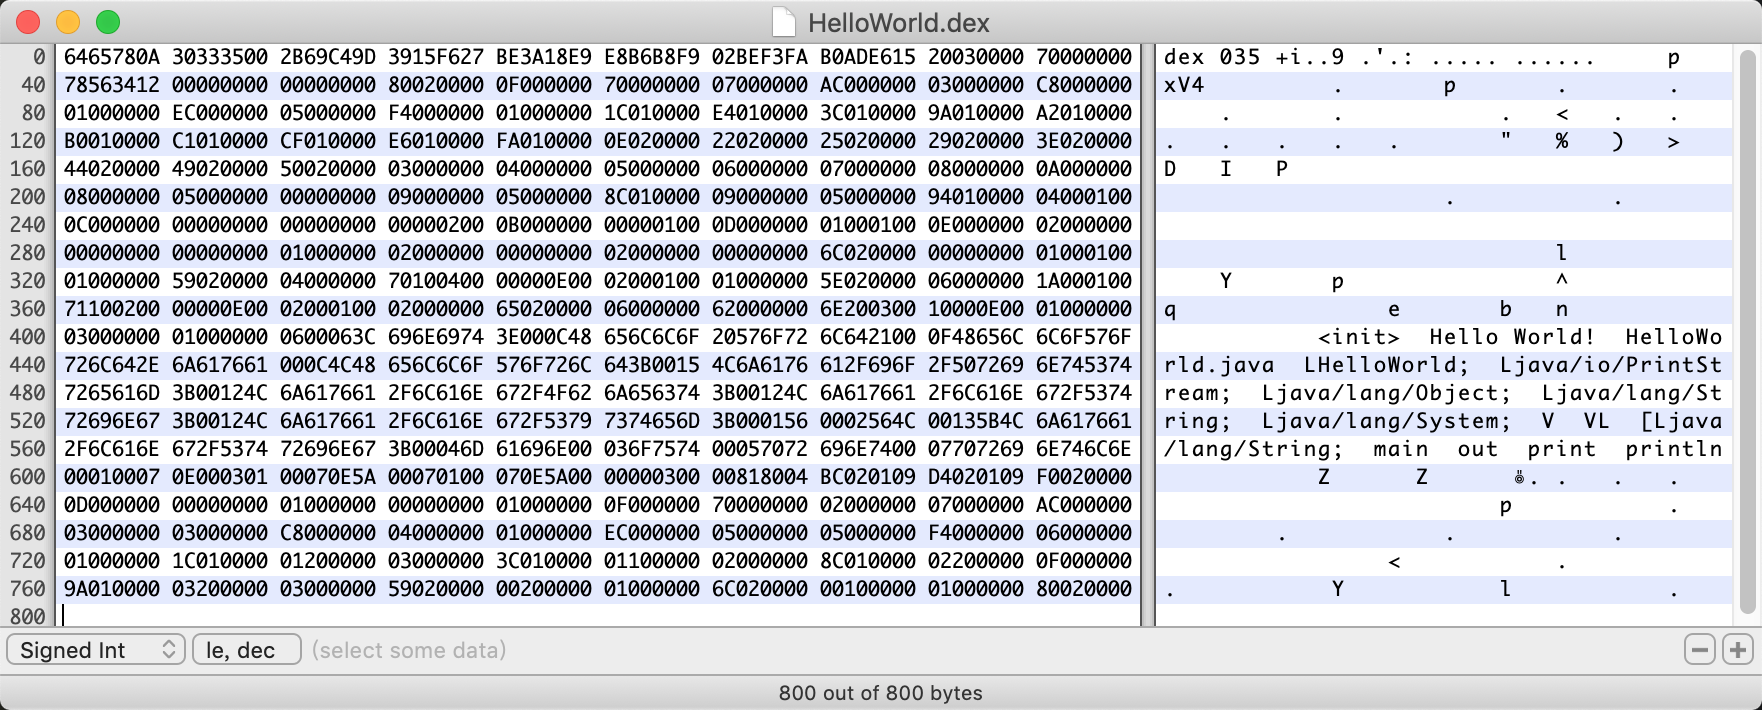 HelloWorld.dex
0 6465780A 30333500 2B69C49D 3915F627 BE3A18E9 E8B6B8F9 02BEF3FA B0ADE615 20030000 70000000 dex 035 +i..9 .'.: ..... ...... p
40 78563412 00000000 00000000 80020000 0F000000 70000000 07000000 AC000000 03000000 C8000000 xV4 . p . .
80 01000000 EC000000 05000000 F4000000 01000000 1C010000 E4010000 3C010000 9A010000 A2010000 . . . < . .
120 B0010000 C1010000 CF010000 E6010000 FA010000 0E020000 22020000 25020000 29020000 3E020000 . . . . . " % ) >
160 44020000 49020000 50020000 03000000 04000000 05000000 06000000 07000000 08000000 0A000000 D I P
200 08000000 05000000 00000000 09000000 05000000 8C010000 09000000 05000000 94010000 04000100 . .
240 0C000000 00000000 00000000 00000200 0B000000 00000100 0D000000 01000100 0E000000 02000000
280 00000000 00000000 01000000 02000000 00000000 02000000 00000000 6C020000 00000000 01000100 l
320 01000000 59020000 04000000 70100400 00000E00 02000100 01000000 5E020000 06000000 1A000100 Y p ^
360 71100200 00000E00 02000100 02000000 65020000 06000000 62000000 6E200300 10000E00 01000000 q e b n
400 03000000 01000000 0600063C 696E6974 3E000C48 656C6C6F 20576F72 6C642100 0F48656C 6C6F576F <init> Hello World! HelloWo
440 726C642E 6A617661 000C4C48 656C6C6F 576F726C 643B0015 4C6A6176 612F696F 2F507269 6E745374 rld.java LHelloWorld; Ljava/io/PrintSt
480 7265616D 3B00124C 6A617661 2F6C616E 672F4F62 6A656374 3B00124C 6A617661 2F6C616E 672F5374 ream; Ljava/lang/Object; Ljava/lang/St
520 72696E67 3B00124C 6A617661 2F6C616E 672F5379 7374656D 3B000156 0002564C 00135B4C 6A617661 ring; Ljava/lang/System; V VL [Ljava
560 2F6C616E 672F5374 72696E67 3B00046D 61696E00 036F7574 00057072 696E7400 07707269 6E746C6E /lang/String; main out print println
600 00010007 0E000301 00070E5A 00070100 070E5A00 00000300 00818004 BC020109 D4020109 F0020000 Z Z . . . .
640 0D000000 00000000 01000000 00000000 01000000 0F000000 70000000 02000000 07000000 AC000000 p .
680 03000000 03000000 C8000000 04000000 01000000 EC000000 05000000 05000000 F4000000 06000000 . . .
720 01000000 1C010000 01200000 03000000 3C010000 01100000 02000000 8C010000 02200000 0F000000 < .
760 9A010000 03200000 03000000 59020000 00200000 01000000 6C020000 00100000 01000000 80020000 . Y l .
800
Signed Int le, dec (select some data)
800 out of 800 bytes